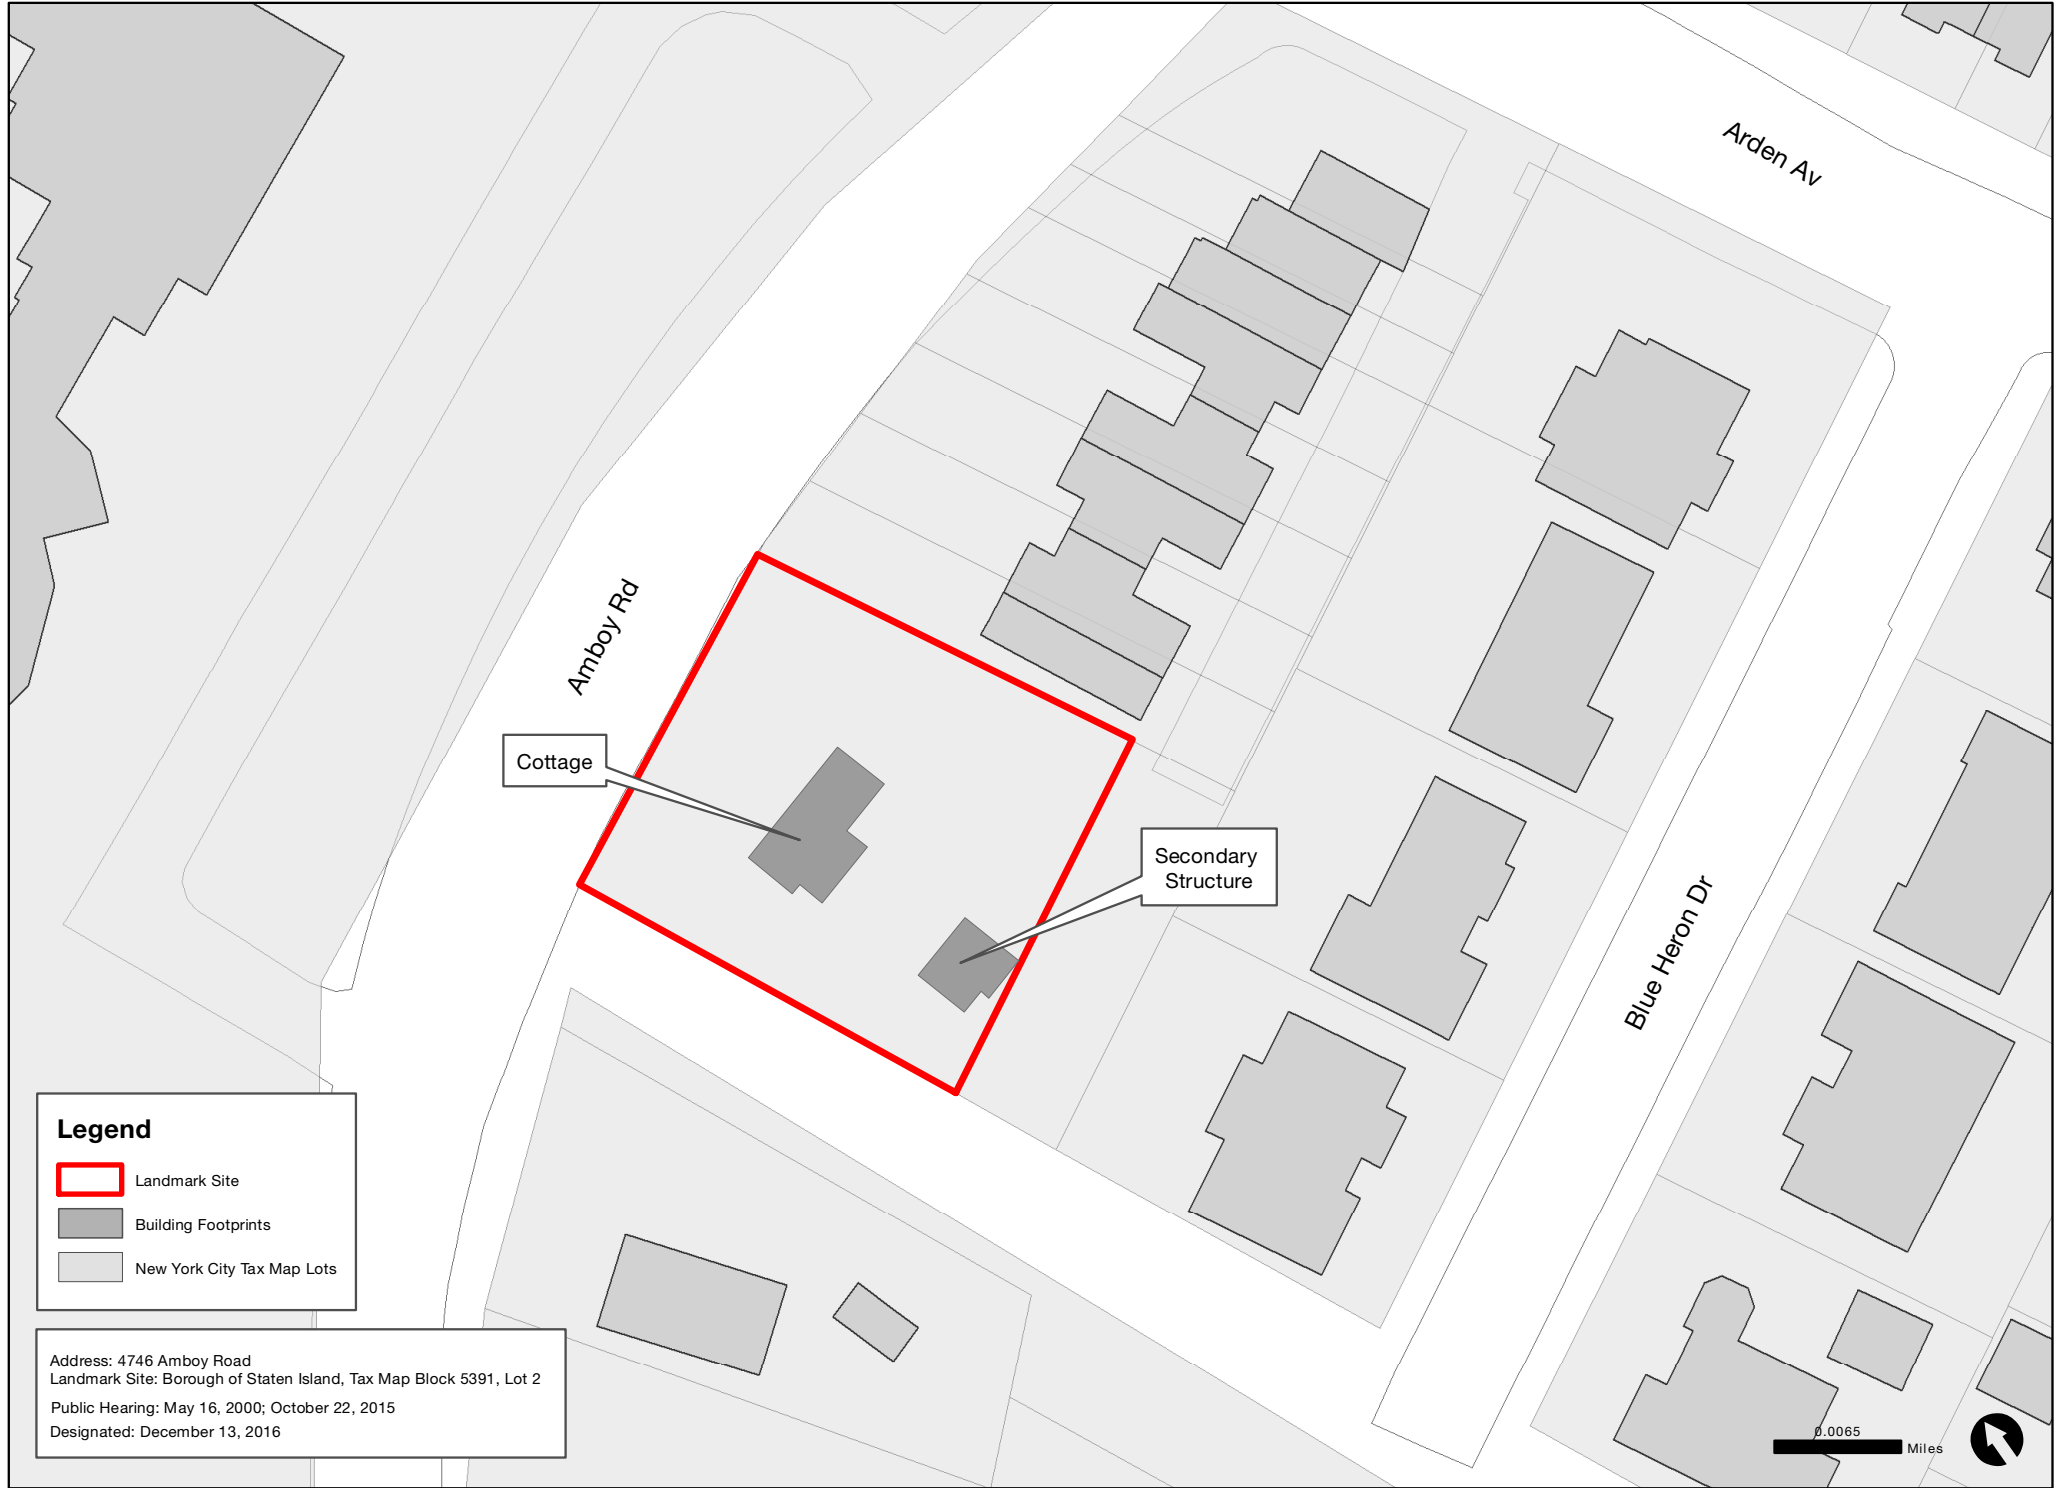 Arden Av
Amboy Rd
Cottage
Secondary
Structure
Blue Heron Dr
Legend
Landmark Site
Building Footprints
New York City Tax Map Lots
Address: 4746 Amboy Road
Landmark Site: Borough of Staten Island, Tax Map Block 5391, Lot 2
Public Hearing: May 16, 2000; October 22, 2015
Designated: December 13, 2016
0.0065
Miles